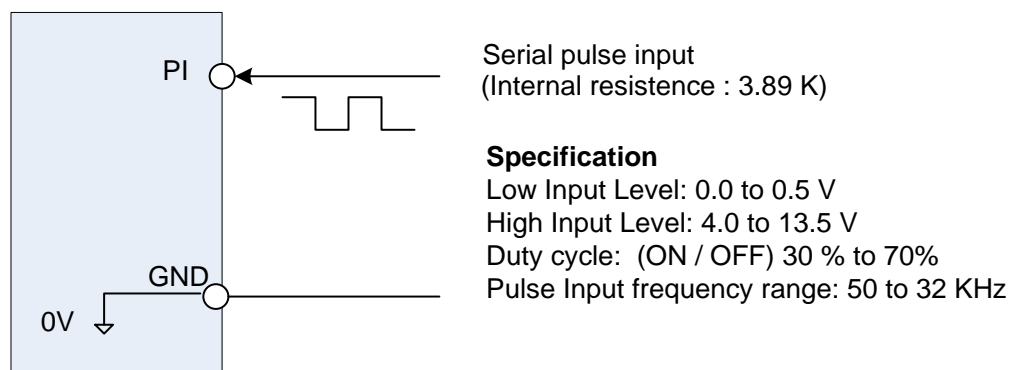 PI
Serial pulse input
(Internal resistence : 3.89 K)
Specification
Low Input Level: 0.0 to 0.5 V
High Input Level: 4.0 to 13.5 V
Duty cycle: (ON / OFF) 30 % to 70%
Pulse Input frequency range: 50 to 32 KHz
GND
0V